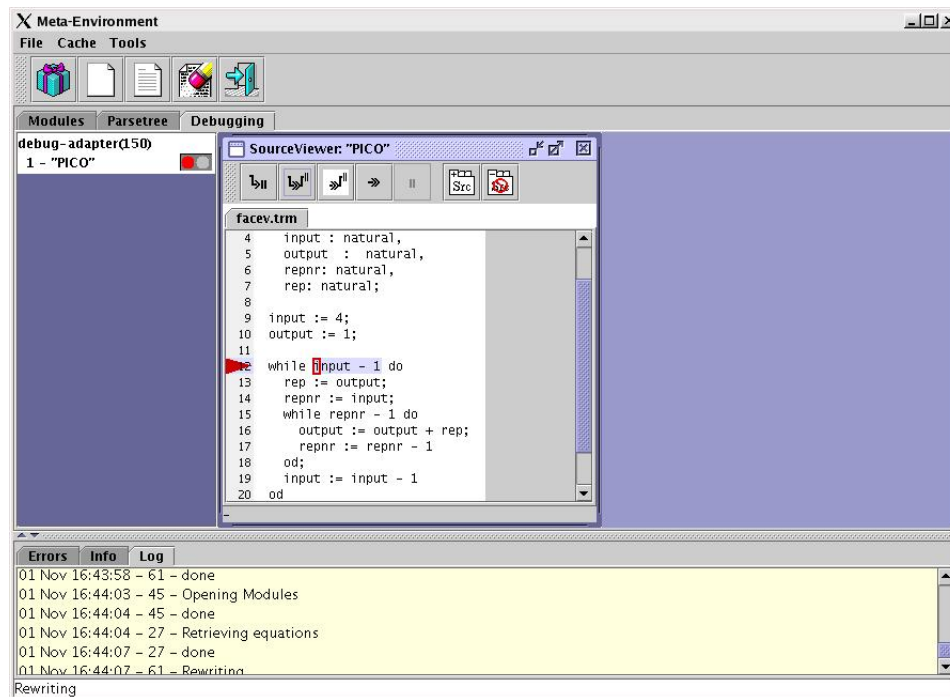 Meta-Environment
File Cache Tools
Modules Parsetree Debugging
debug-adapter(150)
1 - "PICO"
SourceViewer: "PICO"
Src
facev.trm
4 input : natural,
5 output : natural,
6 repnr: natural,
7 rep: natural;
8
9 input := 4;
10 output := 1;
11
12 while input - 1 do
13 rep := output;
14 repnr := input;
15 while repnr - 1 do
16 output := output + rep;
17 repnr := repnr - 1
18 od;
19 input := input - 1
20 od
Errors Info Log
01 Nov 16:43:58 - 61 - done
01 Nov 16:44:03 - 45 - Opening Modules
01 Nov 16:44:04 - 45 - done
01 Nov 16:44:04 - 27 - Retrieving equations
01 Nov 16:44:07 - 27 - done
01 Nov 16:44:07 - 61 - Rewriting
Rewriting